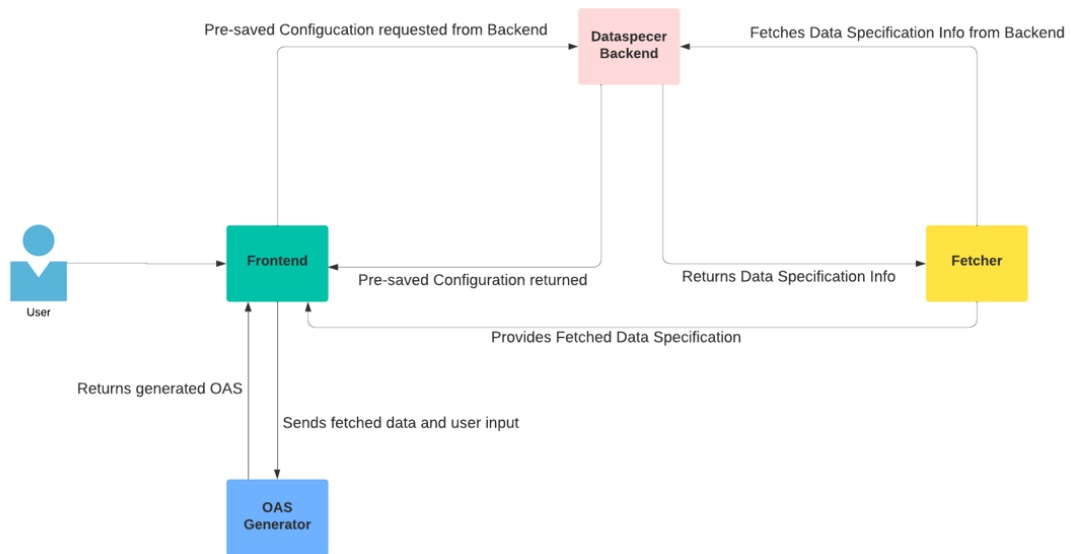 Pre-saved Configucation requested from Backend
Dataspecer
Backend
Fetches Data Specification Info from Backend
User
Frontend
Pre-saved Configuration returned
Returns Data Specification Info
Fetcher
Provides Fetched Data Specification
Returns generated OAS
Sends fetched data and user input
OAS
Generator